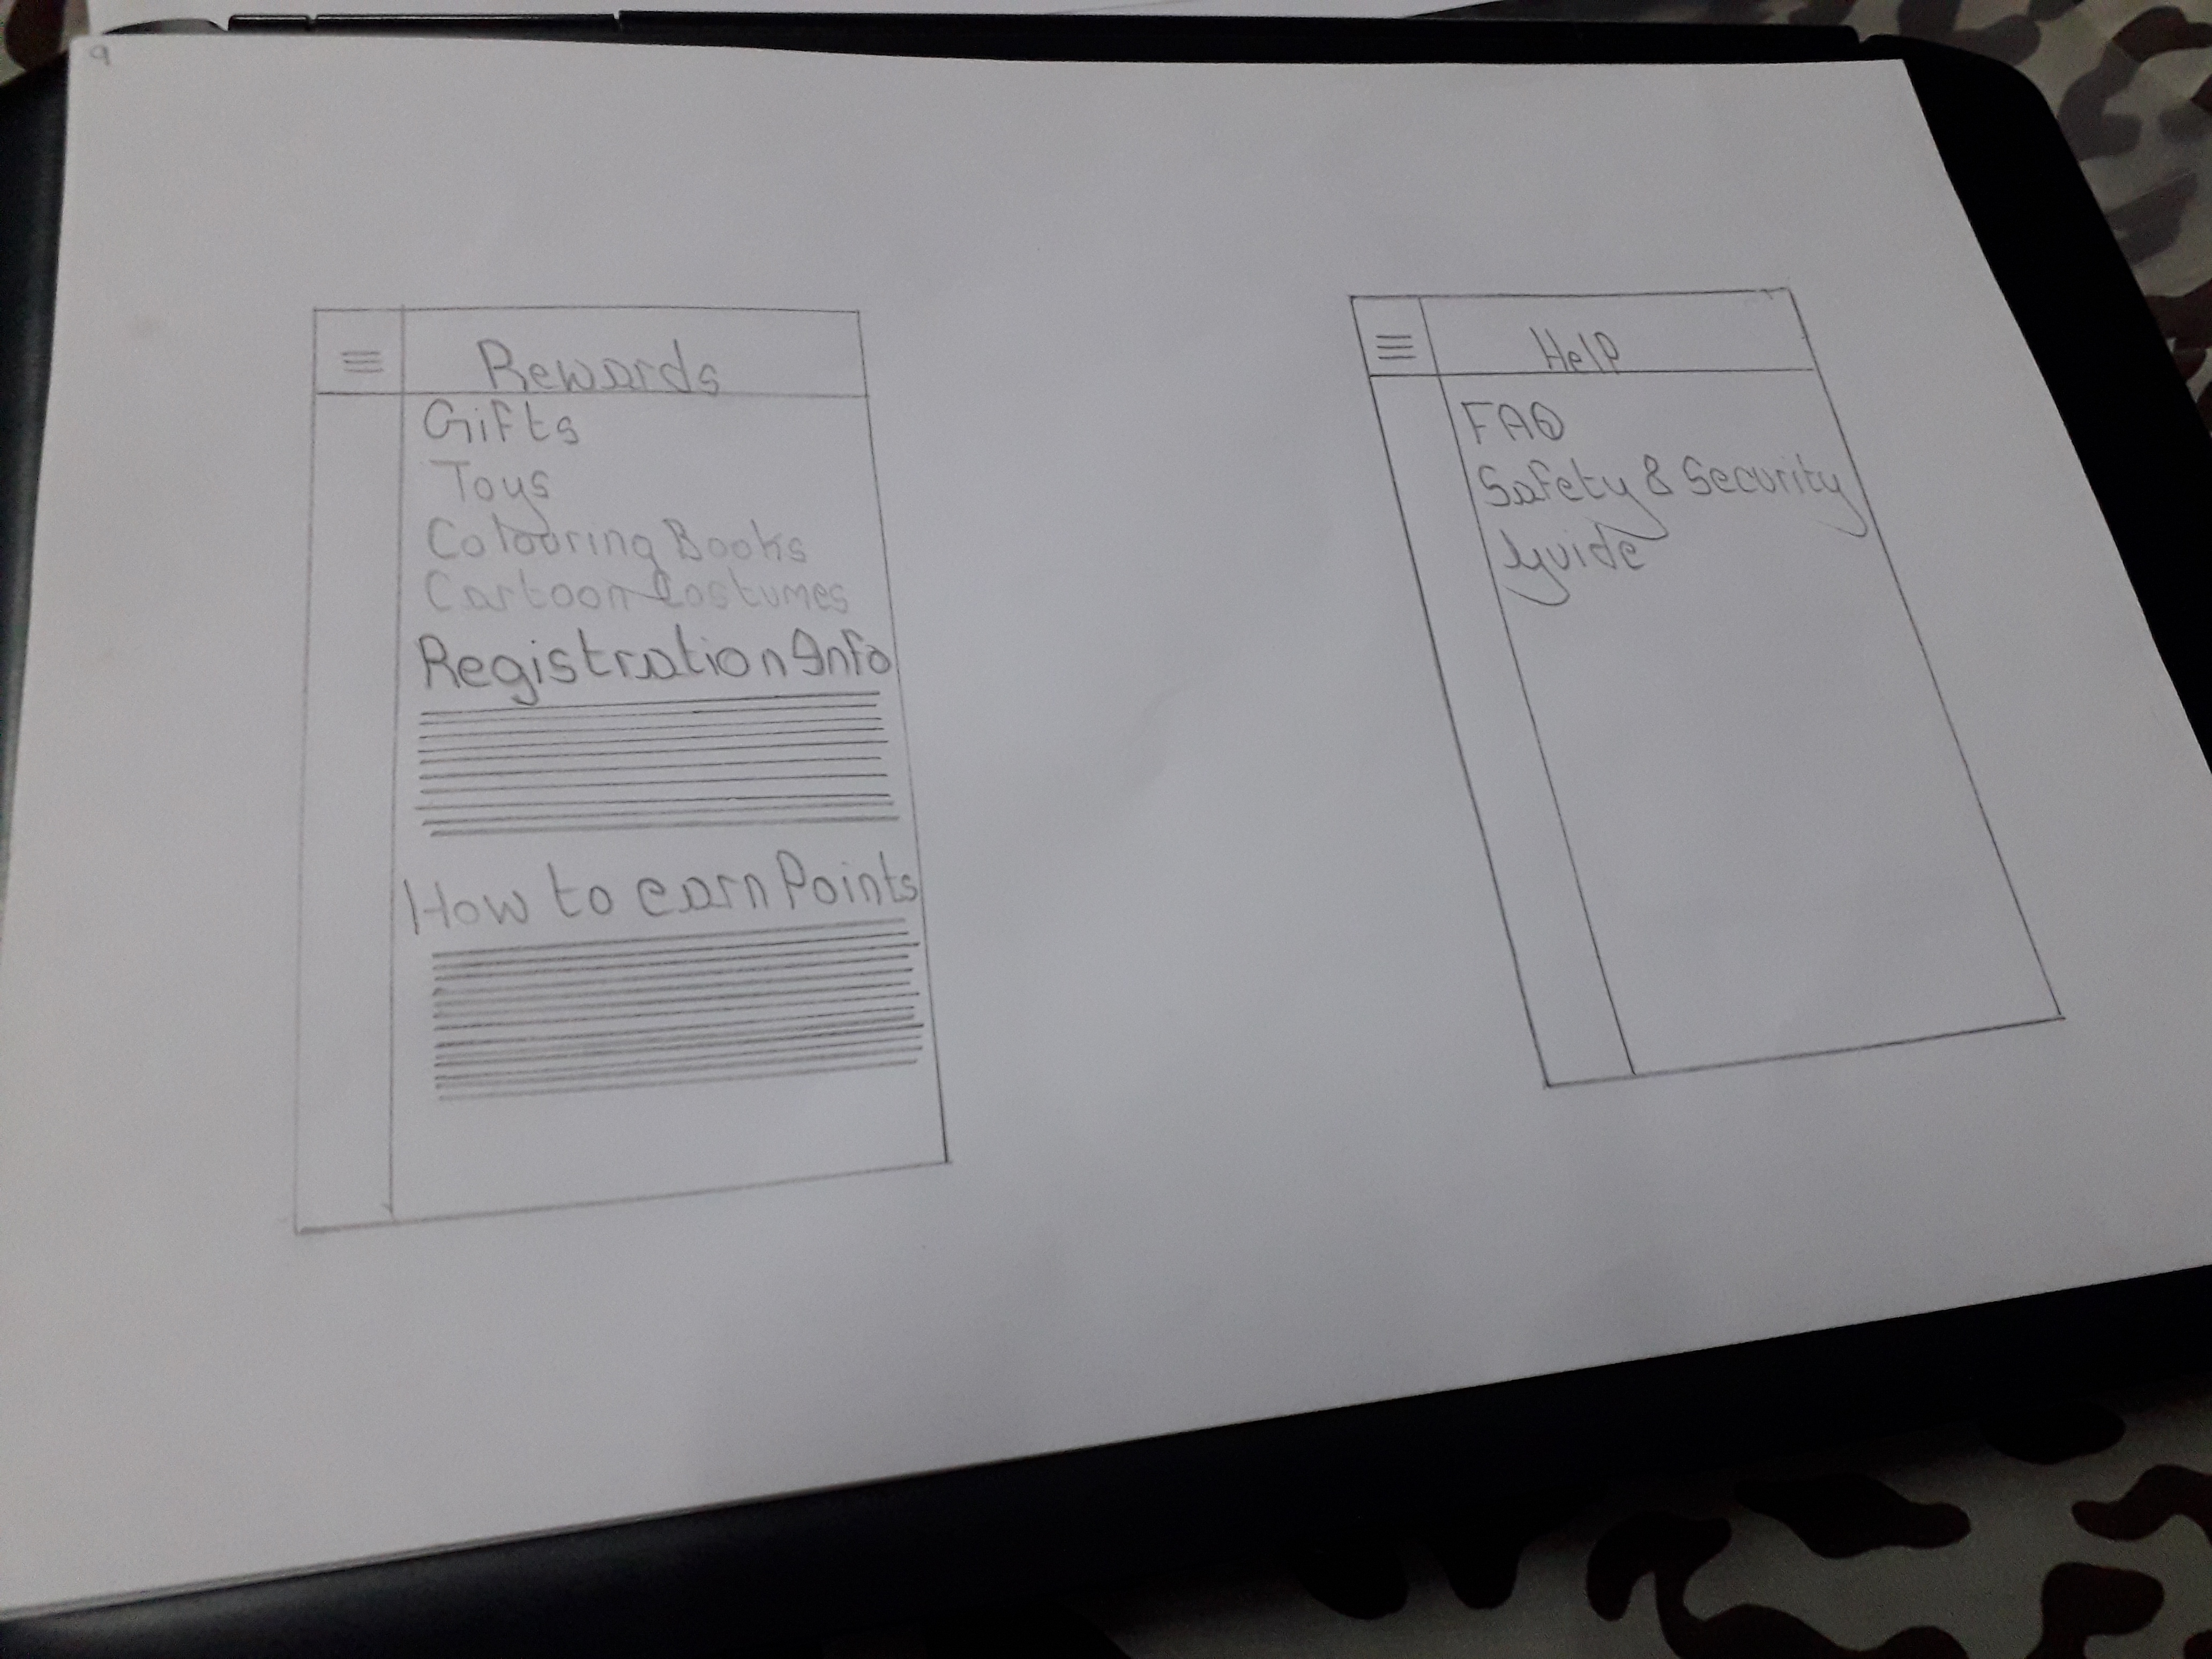 9
Rewards
Gifts
Toys
Colouring Books
Cartoon Costumes
Registration Info
How to earn Points
Help
FAQ
Safety & Security
Guide